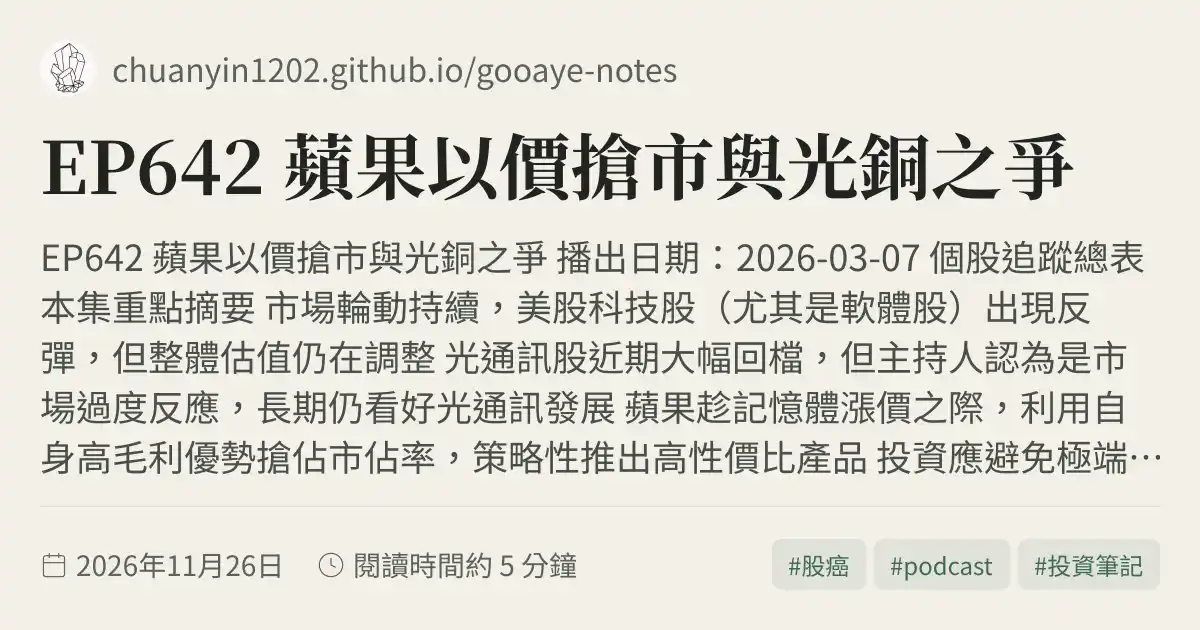 chuanyin1202.github.io/gooaye-notes
EP642 蘋果以價搶市與光銅之爭
EP642 蘋果以價搶市與光銅之爭 播出日期：2026-03-07 個股追蹤總表
本集重點摘要 市場輪動持續，美股科技股（尤其是軟體股）出現反
彈，但整體估值仍在調整 光通訊股近期大幅回檔，但主持人認為是市
場過度反應，長期仍看好光通訊發展 蘋果趁記憶體漲價之際，利用自
身高毛利優勢搶佔市佔率，策略性推出高性價比產品 投資應避免極端…
2026年11月26日
閱讀時間約 5 分鐘
#股癌
#podcast
#投資筆記